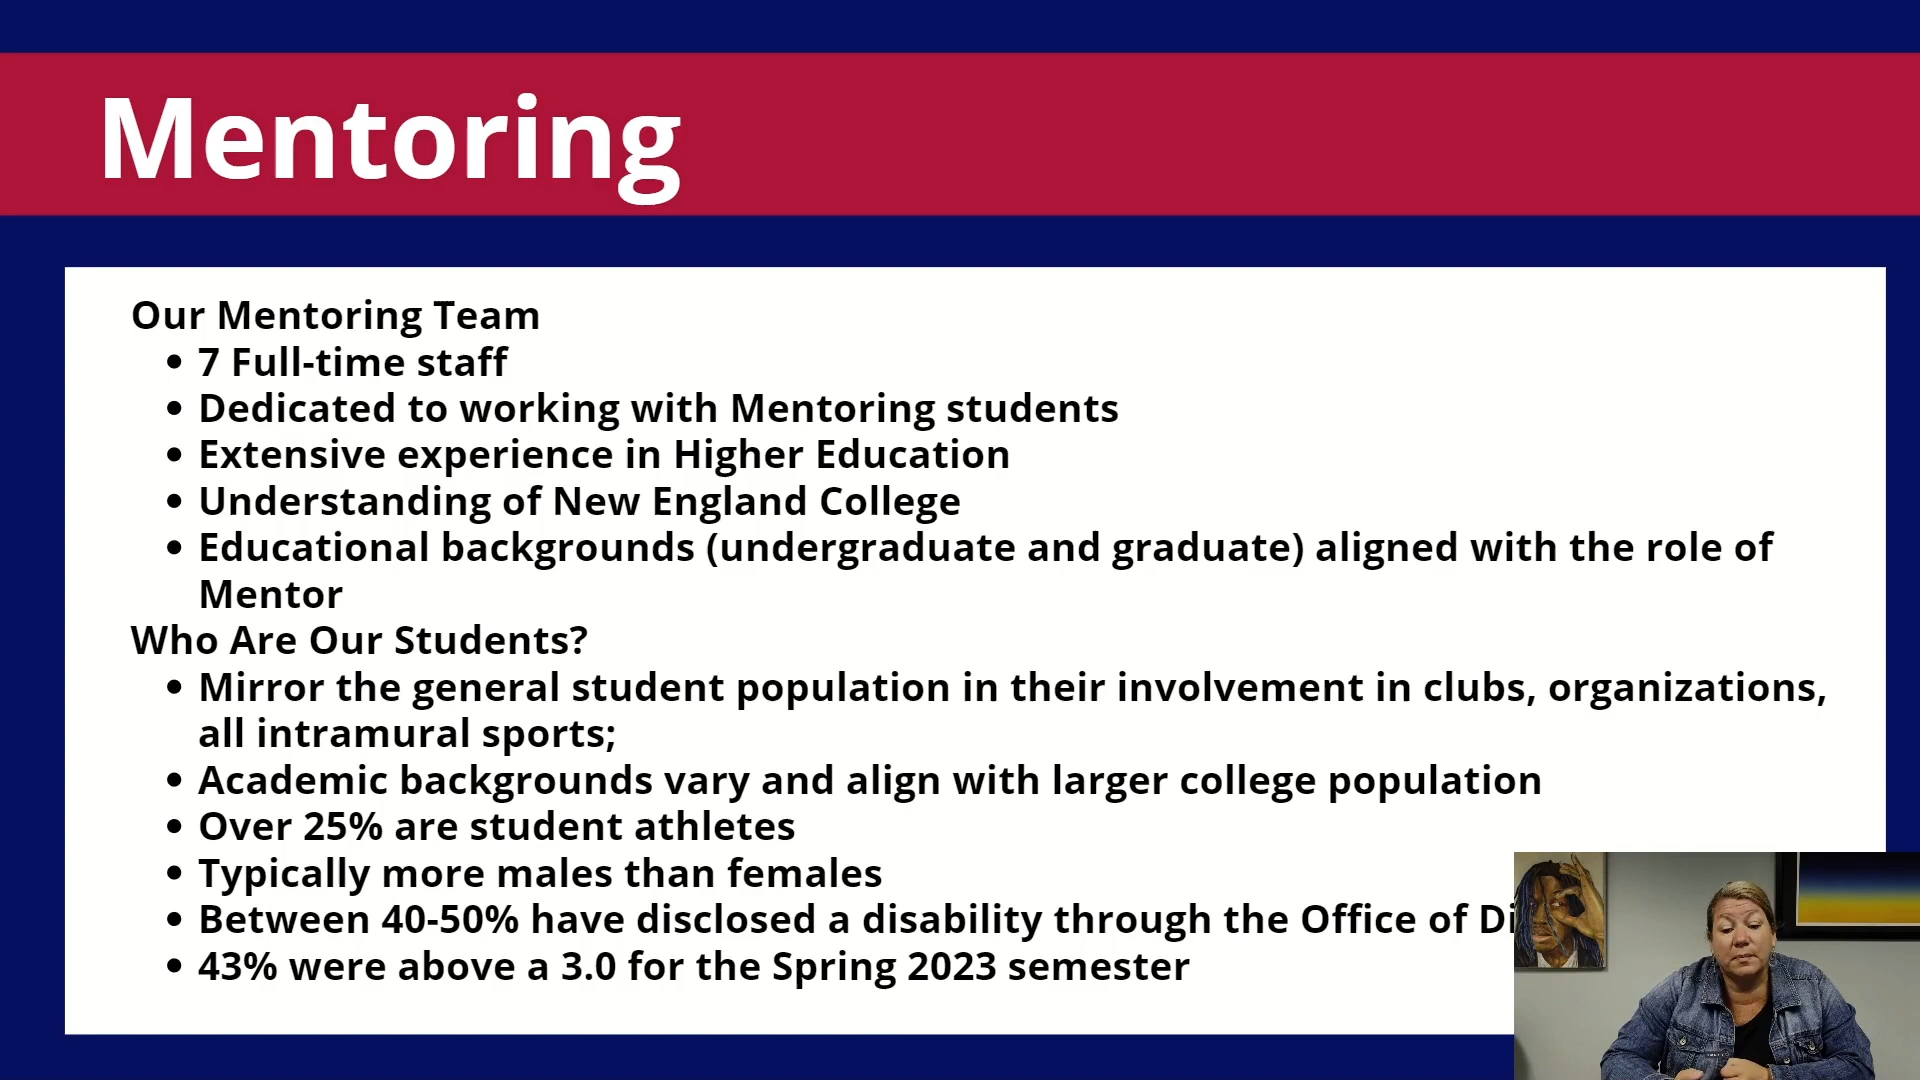 Mentoring
Our Mentoring Team
• 7 Full-time staff
• Dedicated to working with Mentoring students
• Extensive experience in Higher Education
• Understanding of New England College
• Educational backgrounds (undergraduate and graduate) aligned with the role of
Mentor
Who Are Our Students?
• Mirror the general student population in their involvement in clubs, organizations,
all intramural sports;
• Academic backgrounds vary and align with larger college population
• Over 25% are student athletes
• Typically more males than females
• Between 40-50% have disclosed a disability through the Office of
• 43% were above a 3.0 for the Spring 2023 semester